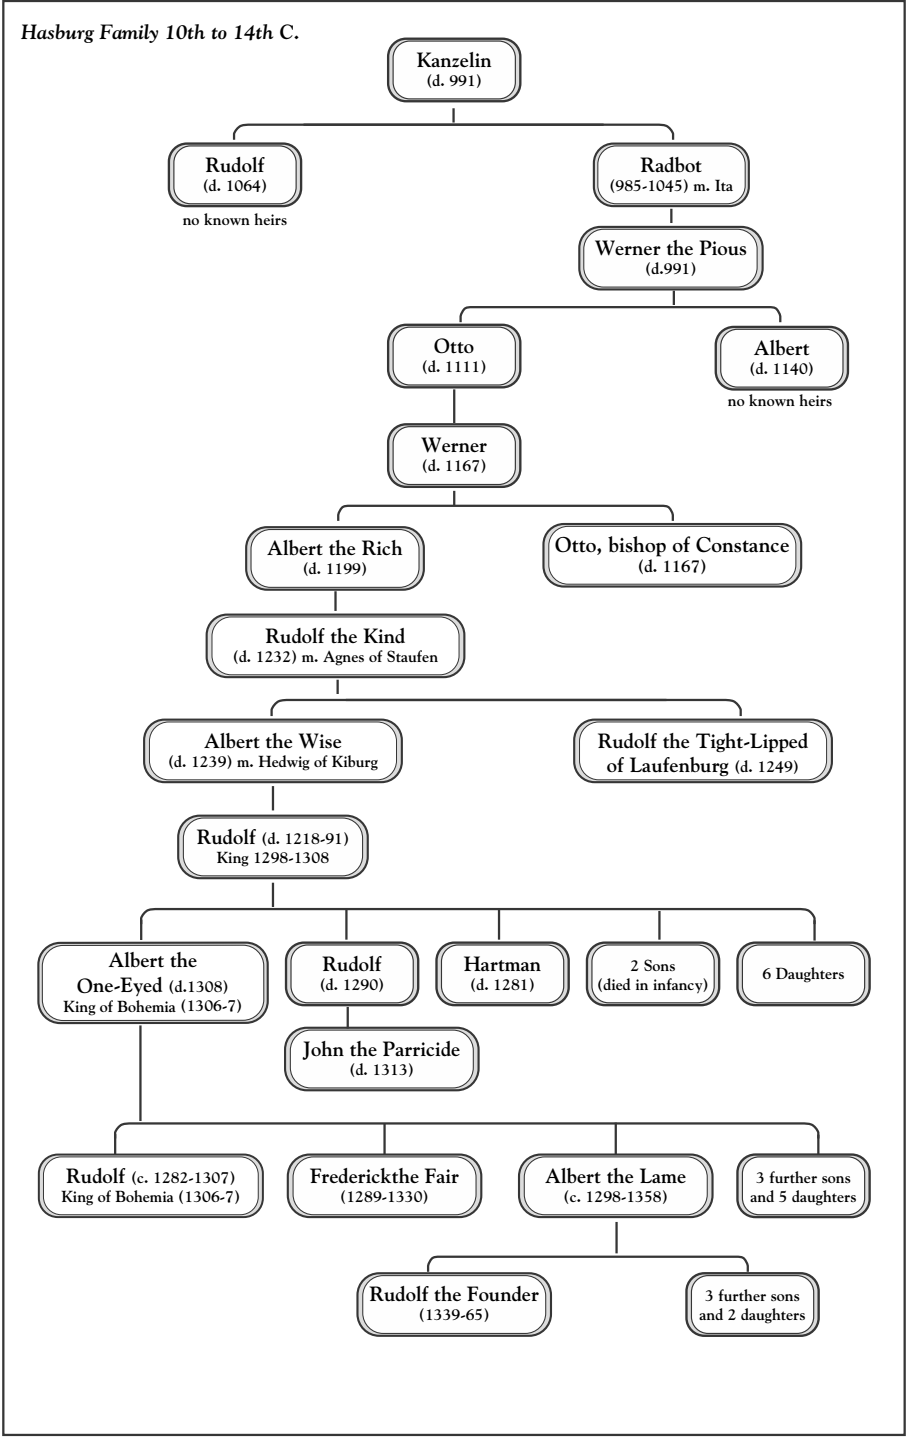 Hasburg Family 10th to 14th C.
Kanzelin
(d. 991)
Rudolf
(d. 1064)
no known heirs
Radbot
(985-1045) m. Ita
Werner the Pious
(d.991)
Otto
(d. 1111)
Albert
(d. 1140)
no known heirs
Werner
(d. 1167)
Albert the Rich
(d. 1199)
Otto, bishop of Constance
(d. 1167)
Rudolf the Kind
(d. 1232) m. Agnes of Staufen
Albert the Wise
(d. 1239) m. Hedwig of Kiburg
Rudolf the Tight-Lipped
of Laufenburg (d. 1249)
Rudolf (d. 1218-91)
King 1298-1308
Albert the
One-Eyed (d.1308)
King of Bohemia (1306-7)
Rudolf
(d. 1290)
Hartman
(d. 1281)
2 Sons
(died in infancy)
6 Daughters
John the Parricide
(d. 1313)
Rudolf (c. 1282-1307)
King of Bohemia (1306-7)
Frederickthe Fair
(1289-1330)
Albert the Lame
(c. 1298-1358)
3 further sons
and 5 daughters
Rudolf the Founder
(1339-65)
3 further sons
and 2 daughters